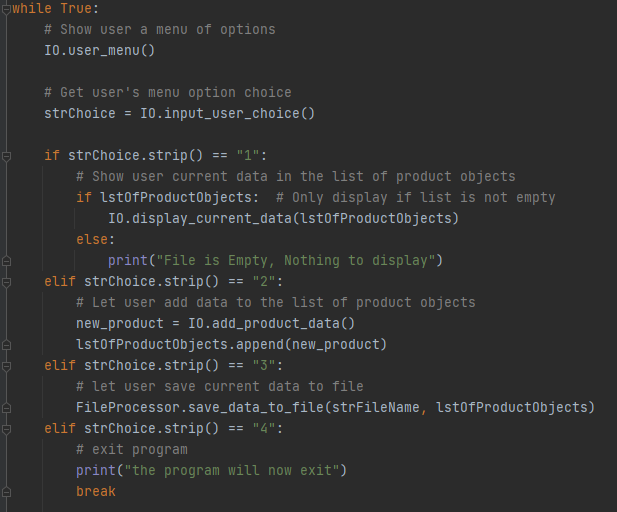 while True:
    # Show user a menu of options
    IO.user_menu()

    # Get user's menu option choice
    strChoice = IO.input_user_choice()

    if strChoice.strip() == "1":
        # Show user current data in the list of product objects
        if lstOfProductObjects:  # Only display if list is not empty
            IO.display_current_data(lstOfProductObjects)
        else:
            print("File is Empty, Nothing to display")
    elif strChoice.strip() == "2":
        # Let user add data to the list of product objects
        new_product = IO.add_product_data()
        lstOfProductObjects.append(new_product)
    elif strChoice.strip() == "3":
        # let user save current data to file
        FileProcessor.save_data_to_file(strFileName, lstOfProductObjects)
    elif strChoice.strip() == "4":
        # exit program
        print("the program will now exit")
        break